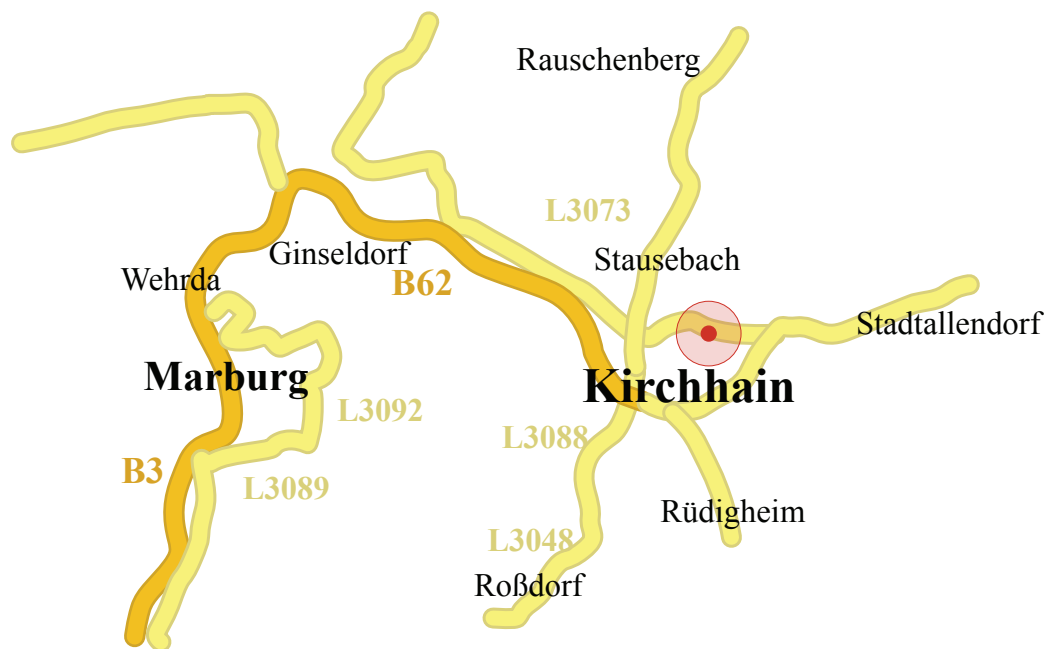 Rauschenberg
L3073
Ginseldorf
Stausebach
Wehrda
B62
Stadtallendorf
Marburg
Kirchhain
L3092
L3088
B3
L3089
Rüdigheim
L3048
Roßdorf